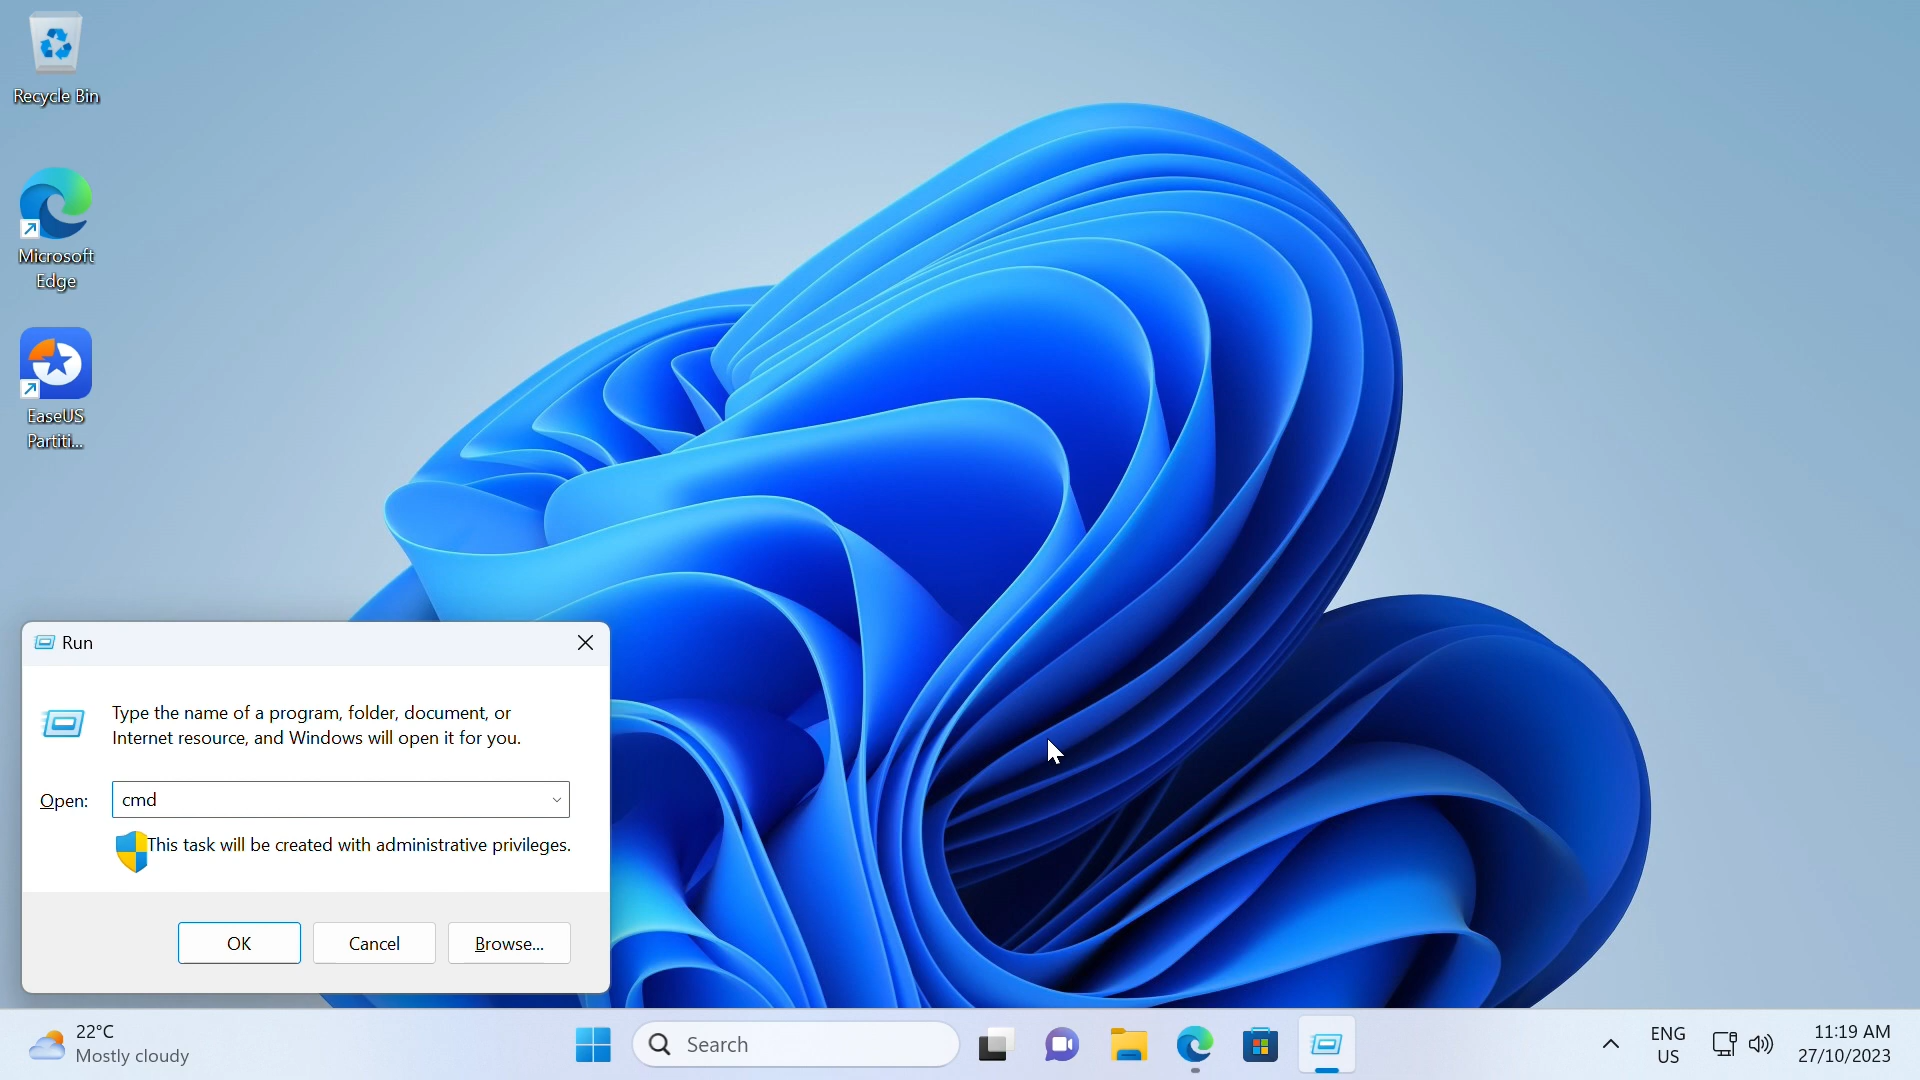 Recycle Bin
Microsoft
Edge
EaseUS
Partiti...
Run
Type the name of a program, folder, document, or
Internet resource, and Windows will open it for you.
Open:
cmd
This task will be created with administrative privileges.
OK
Cancel
Browse...
22°C
Mostly cloudy
Search
ENG
US
11:19 AM
27/10/2023